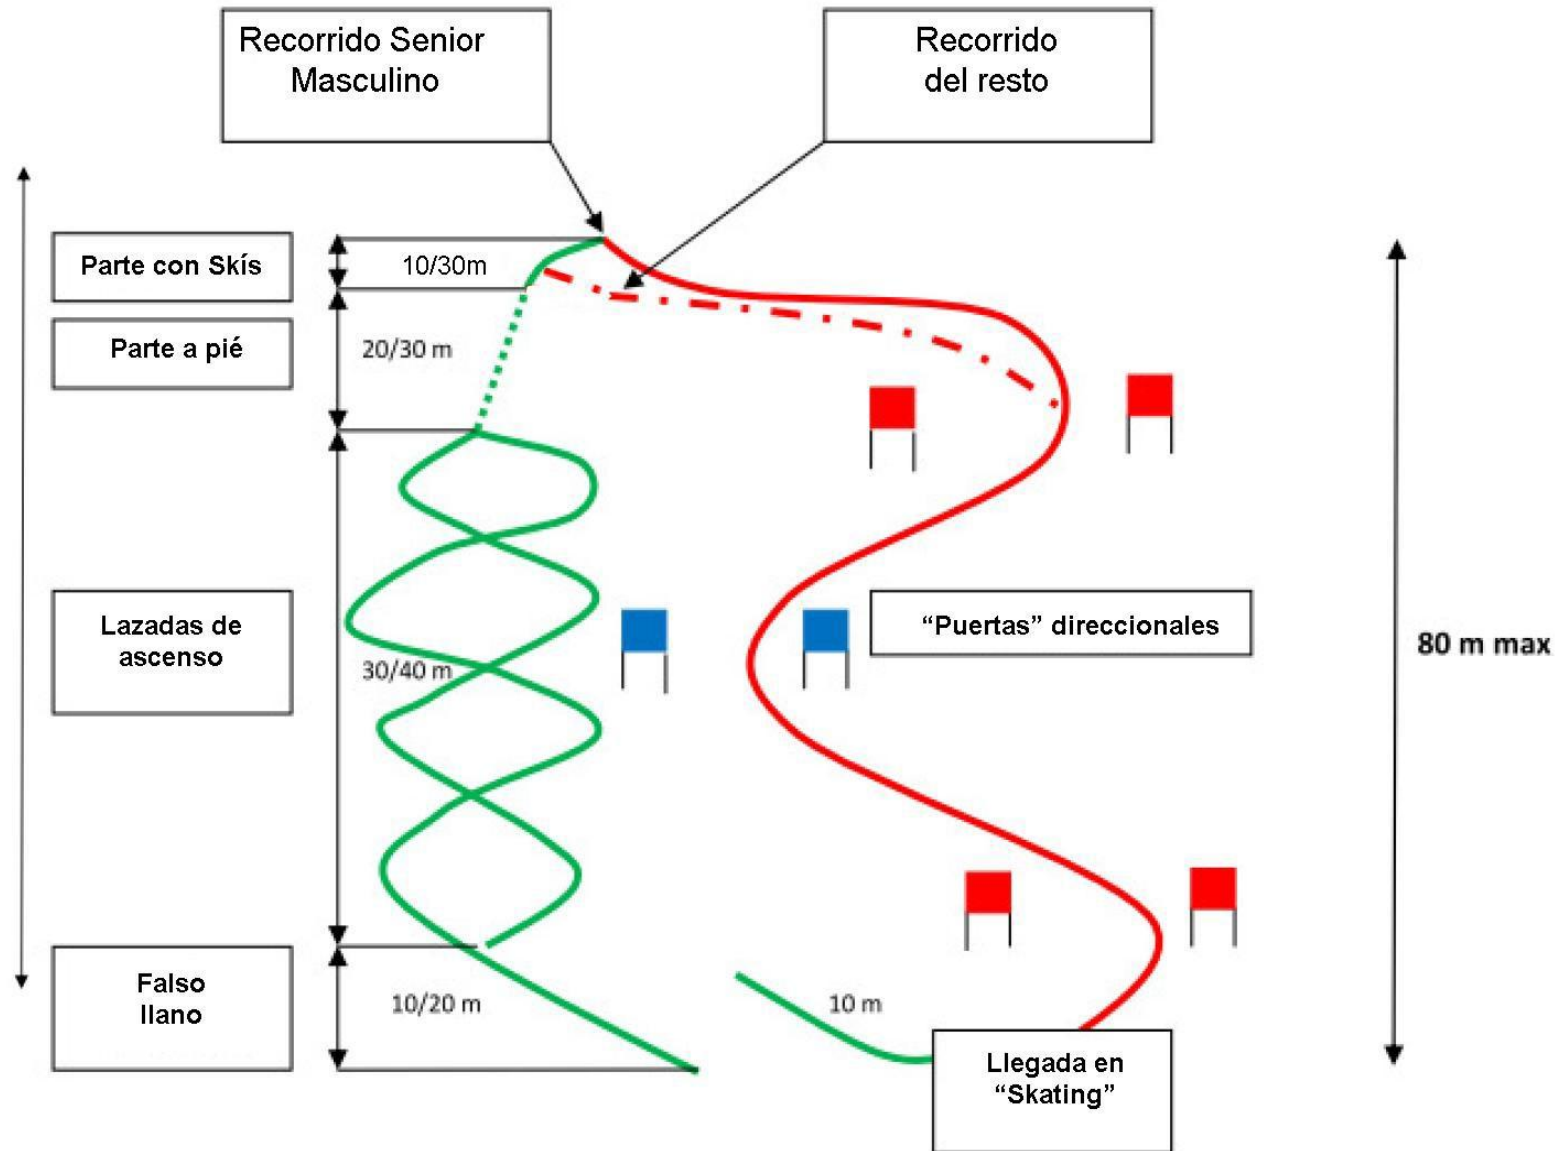 Recorrido Senior
Masculino
Recorrido
del resto
Parte con Skís
10/30m
Parte a pié
20/30 m
Lazadas de
ascenso
30/40 m
“Puertas” direccionales
80 m max
Falso
llano
10/20 m
10 m
Llegada en
“Skating”